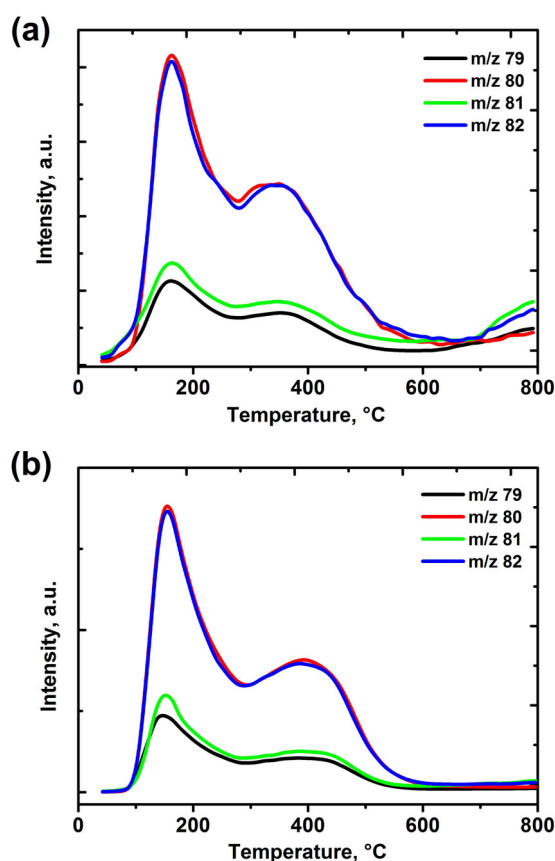 (a)
m/z 79
m/z 80
m/z 81
m/z 82
Intensity, a.u.
0 200 400 600 800
Temperature, °C
(b)
m/z 79
m/z 80
m/z 81
m/z 82
Intensity, a.u.
0 200 400 600 800
Temperature, °C